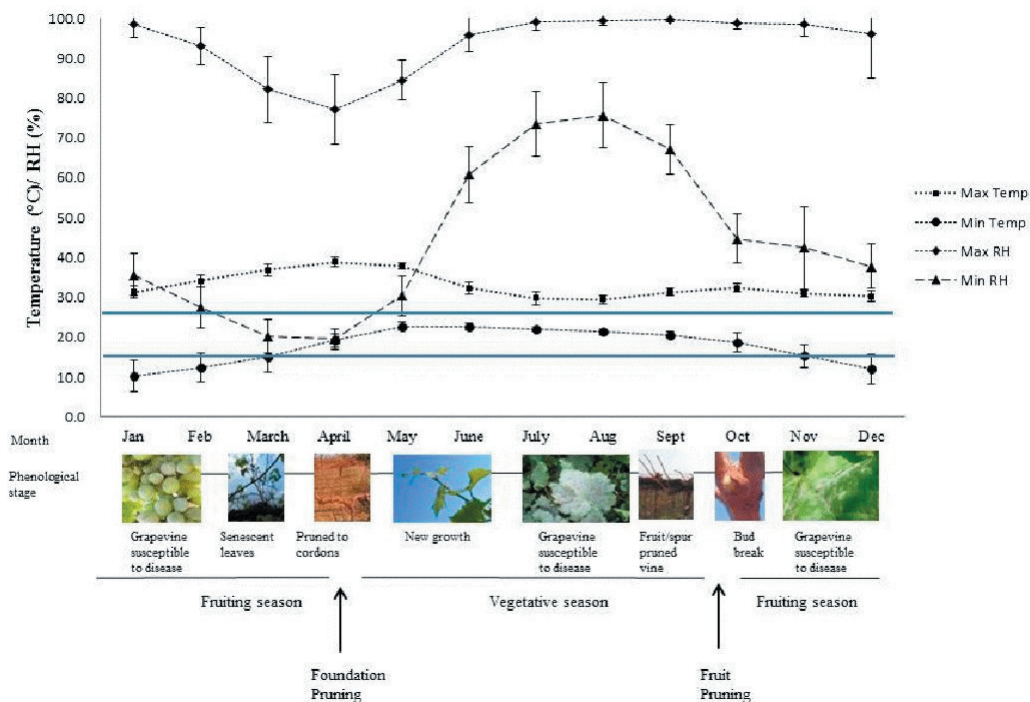 Temperature (°C)/ RH (%)
100.0
90.0
80.0
70.0
60.0
50.0
40.0
30.0
20.0
10.0
0.0
Max Temp
Min Temp
Max RH
Min RH
Month Jan Feb March April May June July Aug Sept Oct Nov Dec
Phenological
stage
Grapevine
susceptible
to disease
Senescent
leaves
Pruned to
cordons
New growth
Grapevine
susceptible
to disease
Fruit/spur
pruned
vine
Bud
break
Grapevine
susceptible
to disease
Fruiting season
Vegetative season
Fruiting season
Foundation
Pruning
Fruit
Pruning